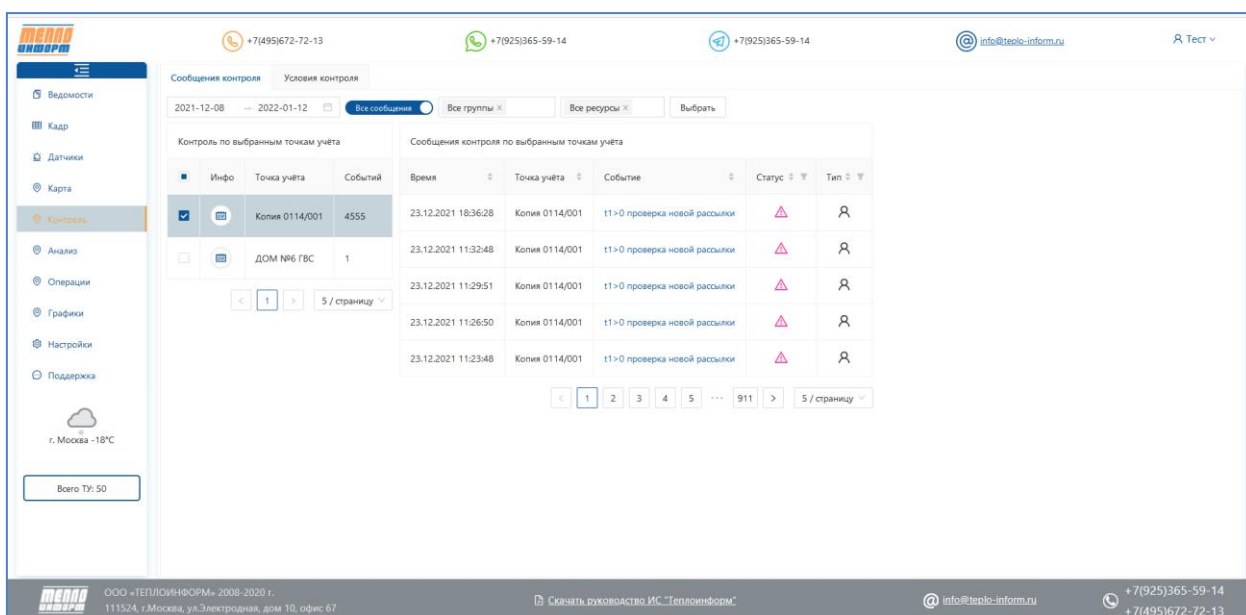 ТЕПЛО ИНФОРМ
+7(495)672-72-13
+7(925)365-59-14
+7(925)365-59-14
info@teplo-inform.ru
Тест
Ведомости
Кадр
Датчики
Карта
Контроль
Анализ
Операции
Графики
Настройки
Поддержка
г. Москва -18°C
Всего ТУ: 50
Сообщения контроля Условия контроля
2021-12-08 → 2022-01-12 Все сообщения Все группы × Все ресурсы × Выбрать
Контроль по выбранным точкам учёта
Инфо Точка учёта Событий
Копия 0114/001 4555
ДОМ №6 ГВС 1
< 1 > 5 / страницу
Сообщения контроля по выбранным точкам учёта
Время Точка учёта Событие Статус Тип
23.12.2021 18:36:28 Копия 0114/001 t1>0 проверка новой рассылки
23.12.2021 11:32:48 Копия 0114/001 t1>0 проверка новой рассылки
23.12.2021 11:29:51 Копия 0114/001 t1>0 проверка новой рассылки
23.12.2021 11:26:50 Копия 0114/001 t1>0 проверка новой рассылки
23.12.2021 11:23:48 Копия 0114/001 t1>0 проверка новой рассылки
< 1 2 3 4 5 ··· 911 > 5 / страницу
ТЕПЛО ИНФОРМ
ООО «ТЕПЛОИНФОРМ» 2008-2020 г.
111524, г.Москва, ул.Электродная, дом 10, офис 67
Скачать руководство ИС "Теплоинформ"
info@teplo-inform.ru
+7(925)365-59-14
+7(495)672-72-13